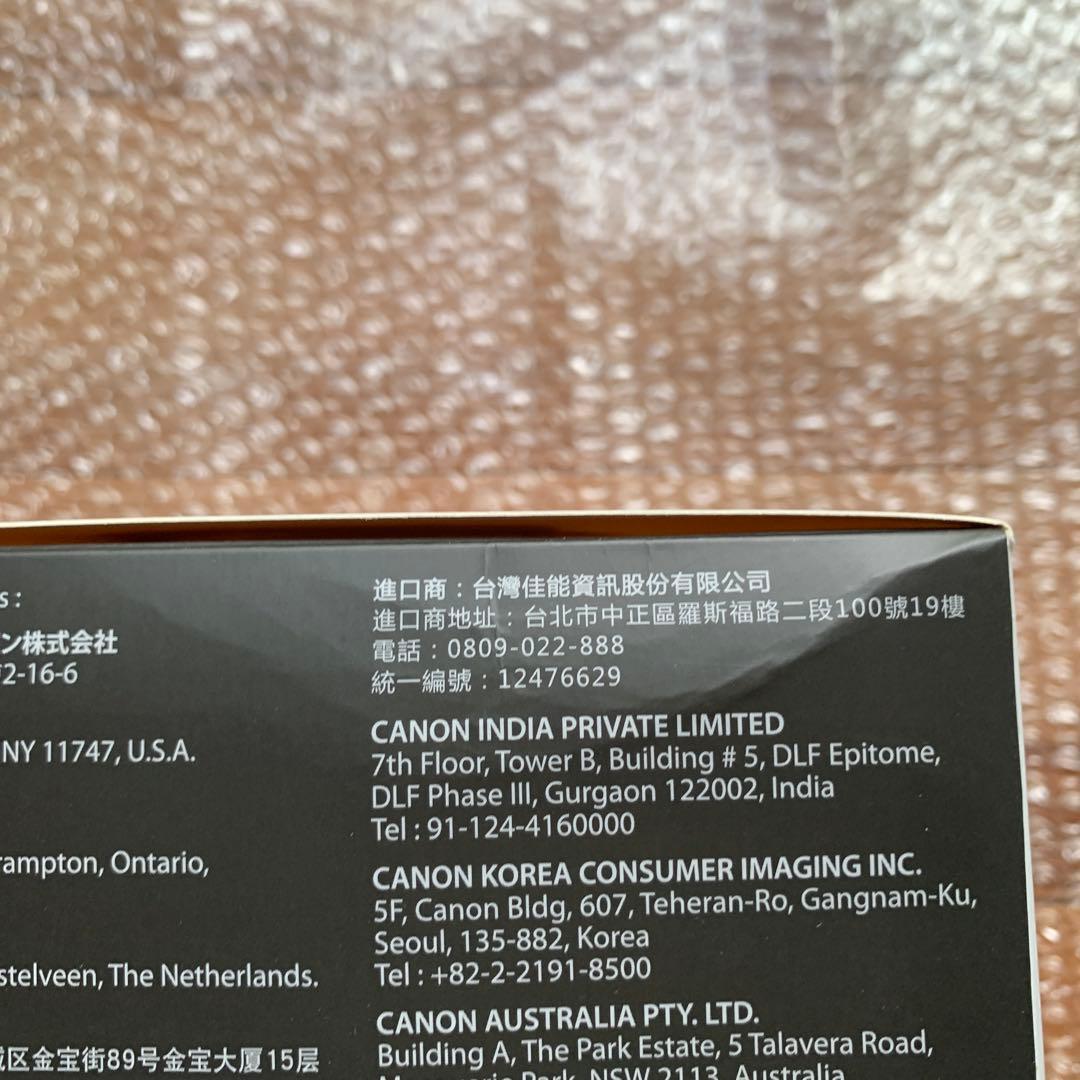 s :
ン株式会社
2-16-6
NY 11747, U.S.A.
rampton, Ontario,
stelveen, The Netherlands.
区金宝街89号金宝大厦15层
進口商：台灣佳能資訊股份有限公司
進口商地址：台北市中正區羅斯福路二段100號19樓
電話：0809-022-888
統一編號：12476629
CANON INDIA PRIVATE LIMITED
7th Floor, Tower B, Building # 5, DLF Epitome,
DLF Phase III, Gurgaon 122002, India
Tel : 91-124-4160000
CANON KOREA CONSUMER IMAGING INC.
5F, Canon Bldg, 607, Teheran-Ro, Gangnam-Ku,
Seoul, 135-882, Korea
Tel : +82-2-2191-8500
CANON AUSTRALIA PTY. LTD.
Building A, The Park Estate, 5 Talavera Road,
Park, NSW 2113, Australia